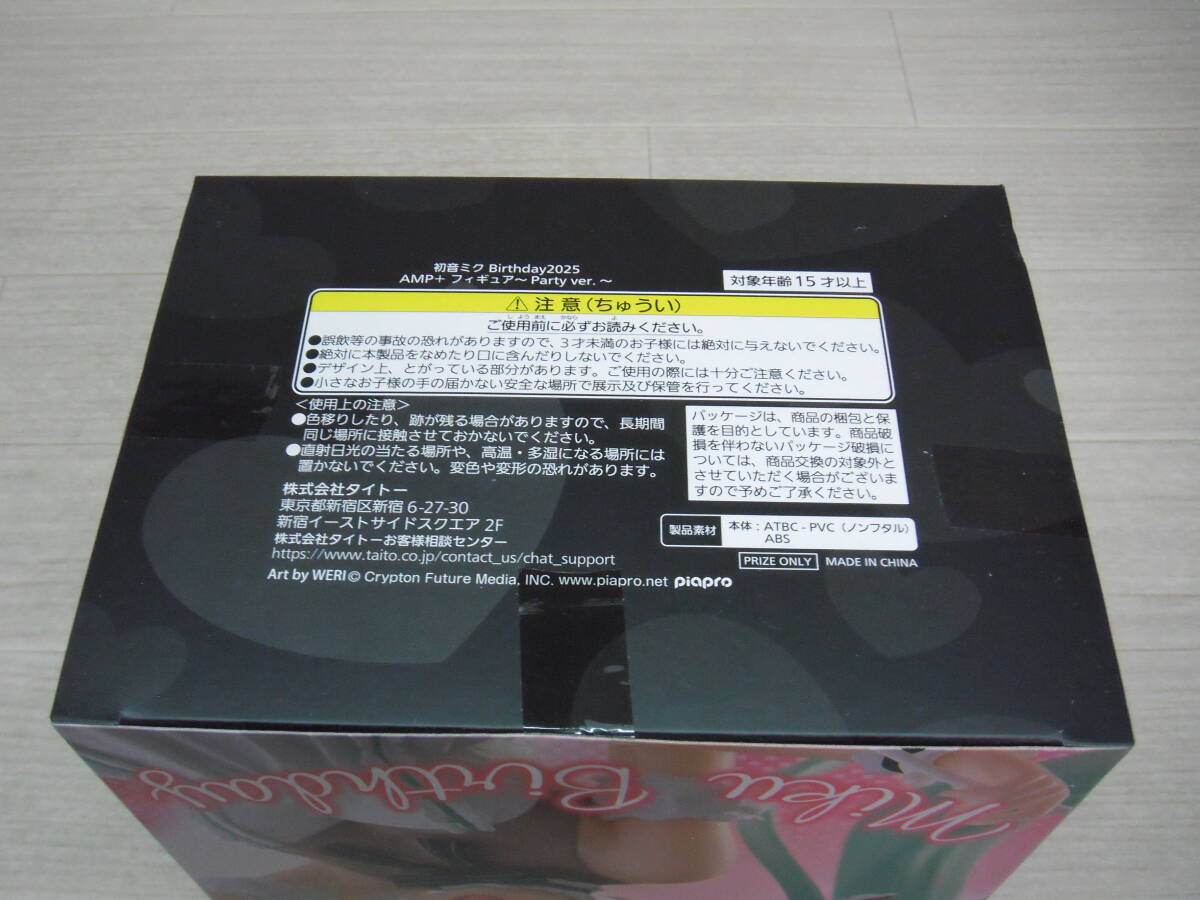 初音ミク Birthday2025
AMP+ フィギュア～ Party ver. ～
対象年齢15才以上
注意(ちゅうい)
しよう まえ かなら よ
ご使用前に必ずお読みください。
●誤飲等の事故の恐れがありますので、3才未満のお子様には絶対に与えないでください。
●絶対に本製品をなめたり口に含んだりしないでください。
●デザイン上、とがっている部分があります。ご使用の際には十分ご注意ください。
●小さなお子様の手の届かない安全な場所で展示及び保管を行ってください。
＜使用上の注意＞
●色移りしたり、跡が残る場合がありますので、長期間
同じ場所に接触させておかないでください。
●直射日光の当たる場所や、高温・多湿になる場所には
置かないでください。変色や変形の恐れがあります。
パッケージは、商品の梱包と保
護を目的としています。商品破
損を伴わないパッケージ破損に
ついては、商品交換の対象外と
させていただく場合がございま
すので予めご了承ください。
株式会社タイトー
東京都新宿区新宿 6-27-30
新宿イーストサイドスクエア 2F
株式会社タイトーお客様相談センター
https://www.taito.co.jp/contact_us/chat_support
製品素材
本体：ATBC - PVC（ノンフタル）
ABS
PRIZE ONLY MADE IN CHINA
Art by WERI © Crypton Future Media, INC. www.piapro.net piapro
Miku Birthday